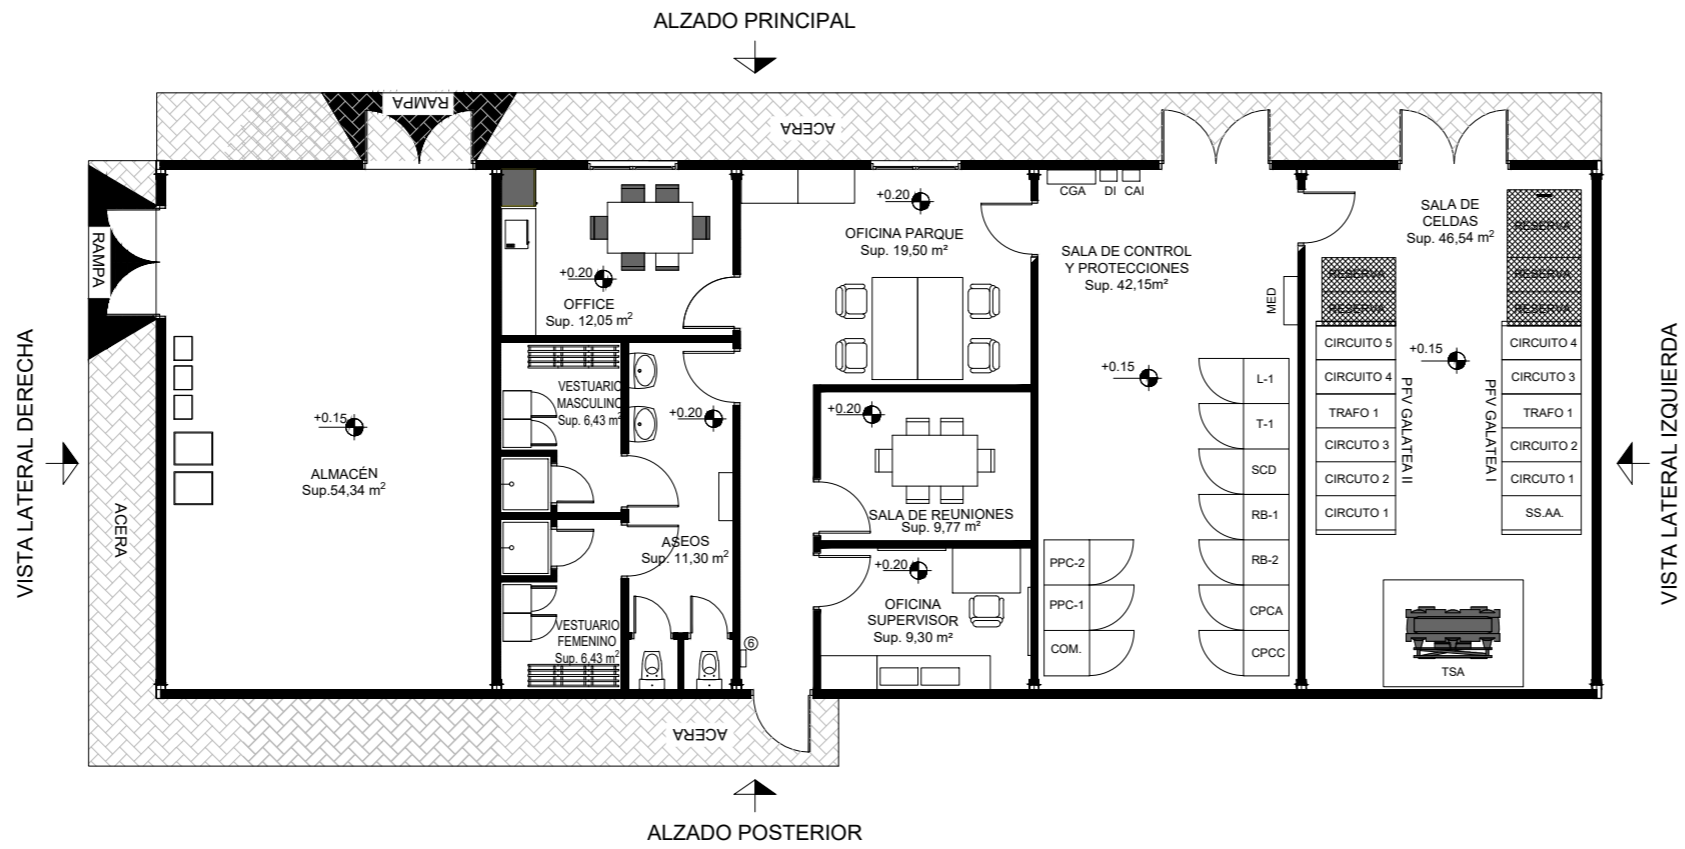 ALZADO PRINCIPAL
RAMPA
ACERA
CGA
DI
CAI
+0.20
OFICINA PARQUE
Sup. 19,50 m²
SALA DE CONTROL
Y PROTECCIONES
Sup. 42,15m²
SALA DE
CELDAS
Sup. 46,54 m²
RESERVA
RESERVA
RESERVA
RESERVA
RESERVA
RAMPA
+0.20
OFFICE
Sup. 12,05 m²
MED
VISTA LATERAL DERECHA
ACERA
+0.15
ALMACÉN
Sup.54,34 m²
VESTUARIO
MASCULINO
Sup. 6,43 m²
+0.20
+0.20
SALA DE REUNIONES
Sup. 9,77 m²
ASEOS
Sup. 11,30 m²
VESTUARIO
FEMENINO
Sup. 6,43 m²
6
+0.20
OFICINA
SUPERVISOR
Sup. 9,30 m²
+0.15
PPC-2
PPC-1
COM.
L-1
T-1
SCD
RB-1
RB-2
CPCA
CPCC
CIRCUITO 5
CIRCUITO 4
TRAFO 1
CIRCUTO 3
CIRCUITO 2
CIRCUTO 1
PFV GALATEA II
+0.15
PFV GALATEA I
CIRCUITO 4
CIRCUTO 3
TRAFO 1
CIRCUITO 2
CIRCUTO 1
SS.AA.
TSA
VISTA LATERAL IZQUIERDA
ACERA
ALZADO POSTERIOR